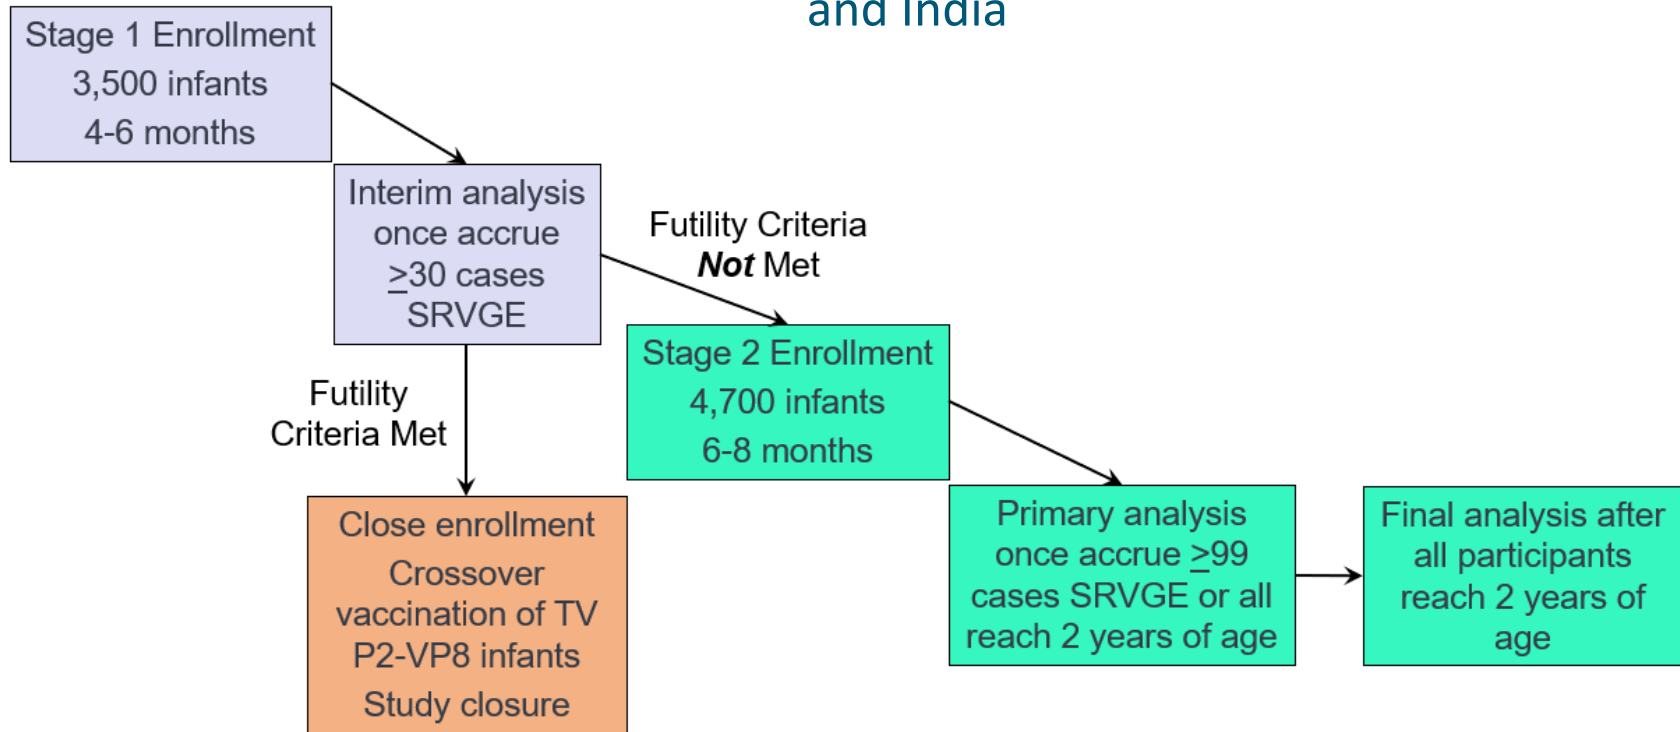 and India
Stage 1 Enrollment
3,500 infants
4-6 months
Interim analysis
once accrue
≥30 cases
SRVGE
Futility Criteria
Not Met
Futility
Criteria Met
Stage 2 Enrollment
4,700 infants
6-8 months
Close enrollment
Crossover
vaccination of TV
P2-VP8 infants
Study closure
Primary analysis
once accrue ≥99
cases SRVGE or all
reach 2 years of age
Final analysis after
all participants
reach 2 years of
age